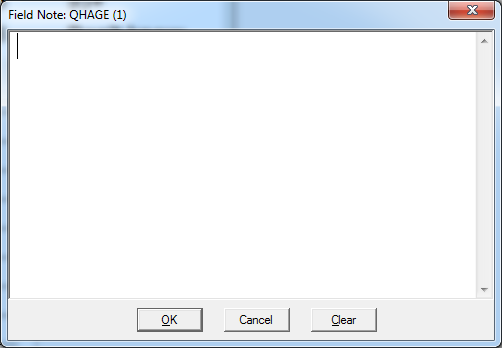 Field Note: QHAGE (1)
OK
Cancel
Clear